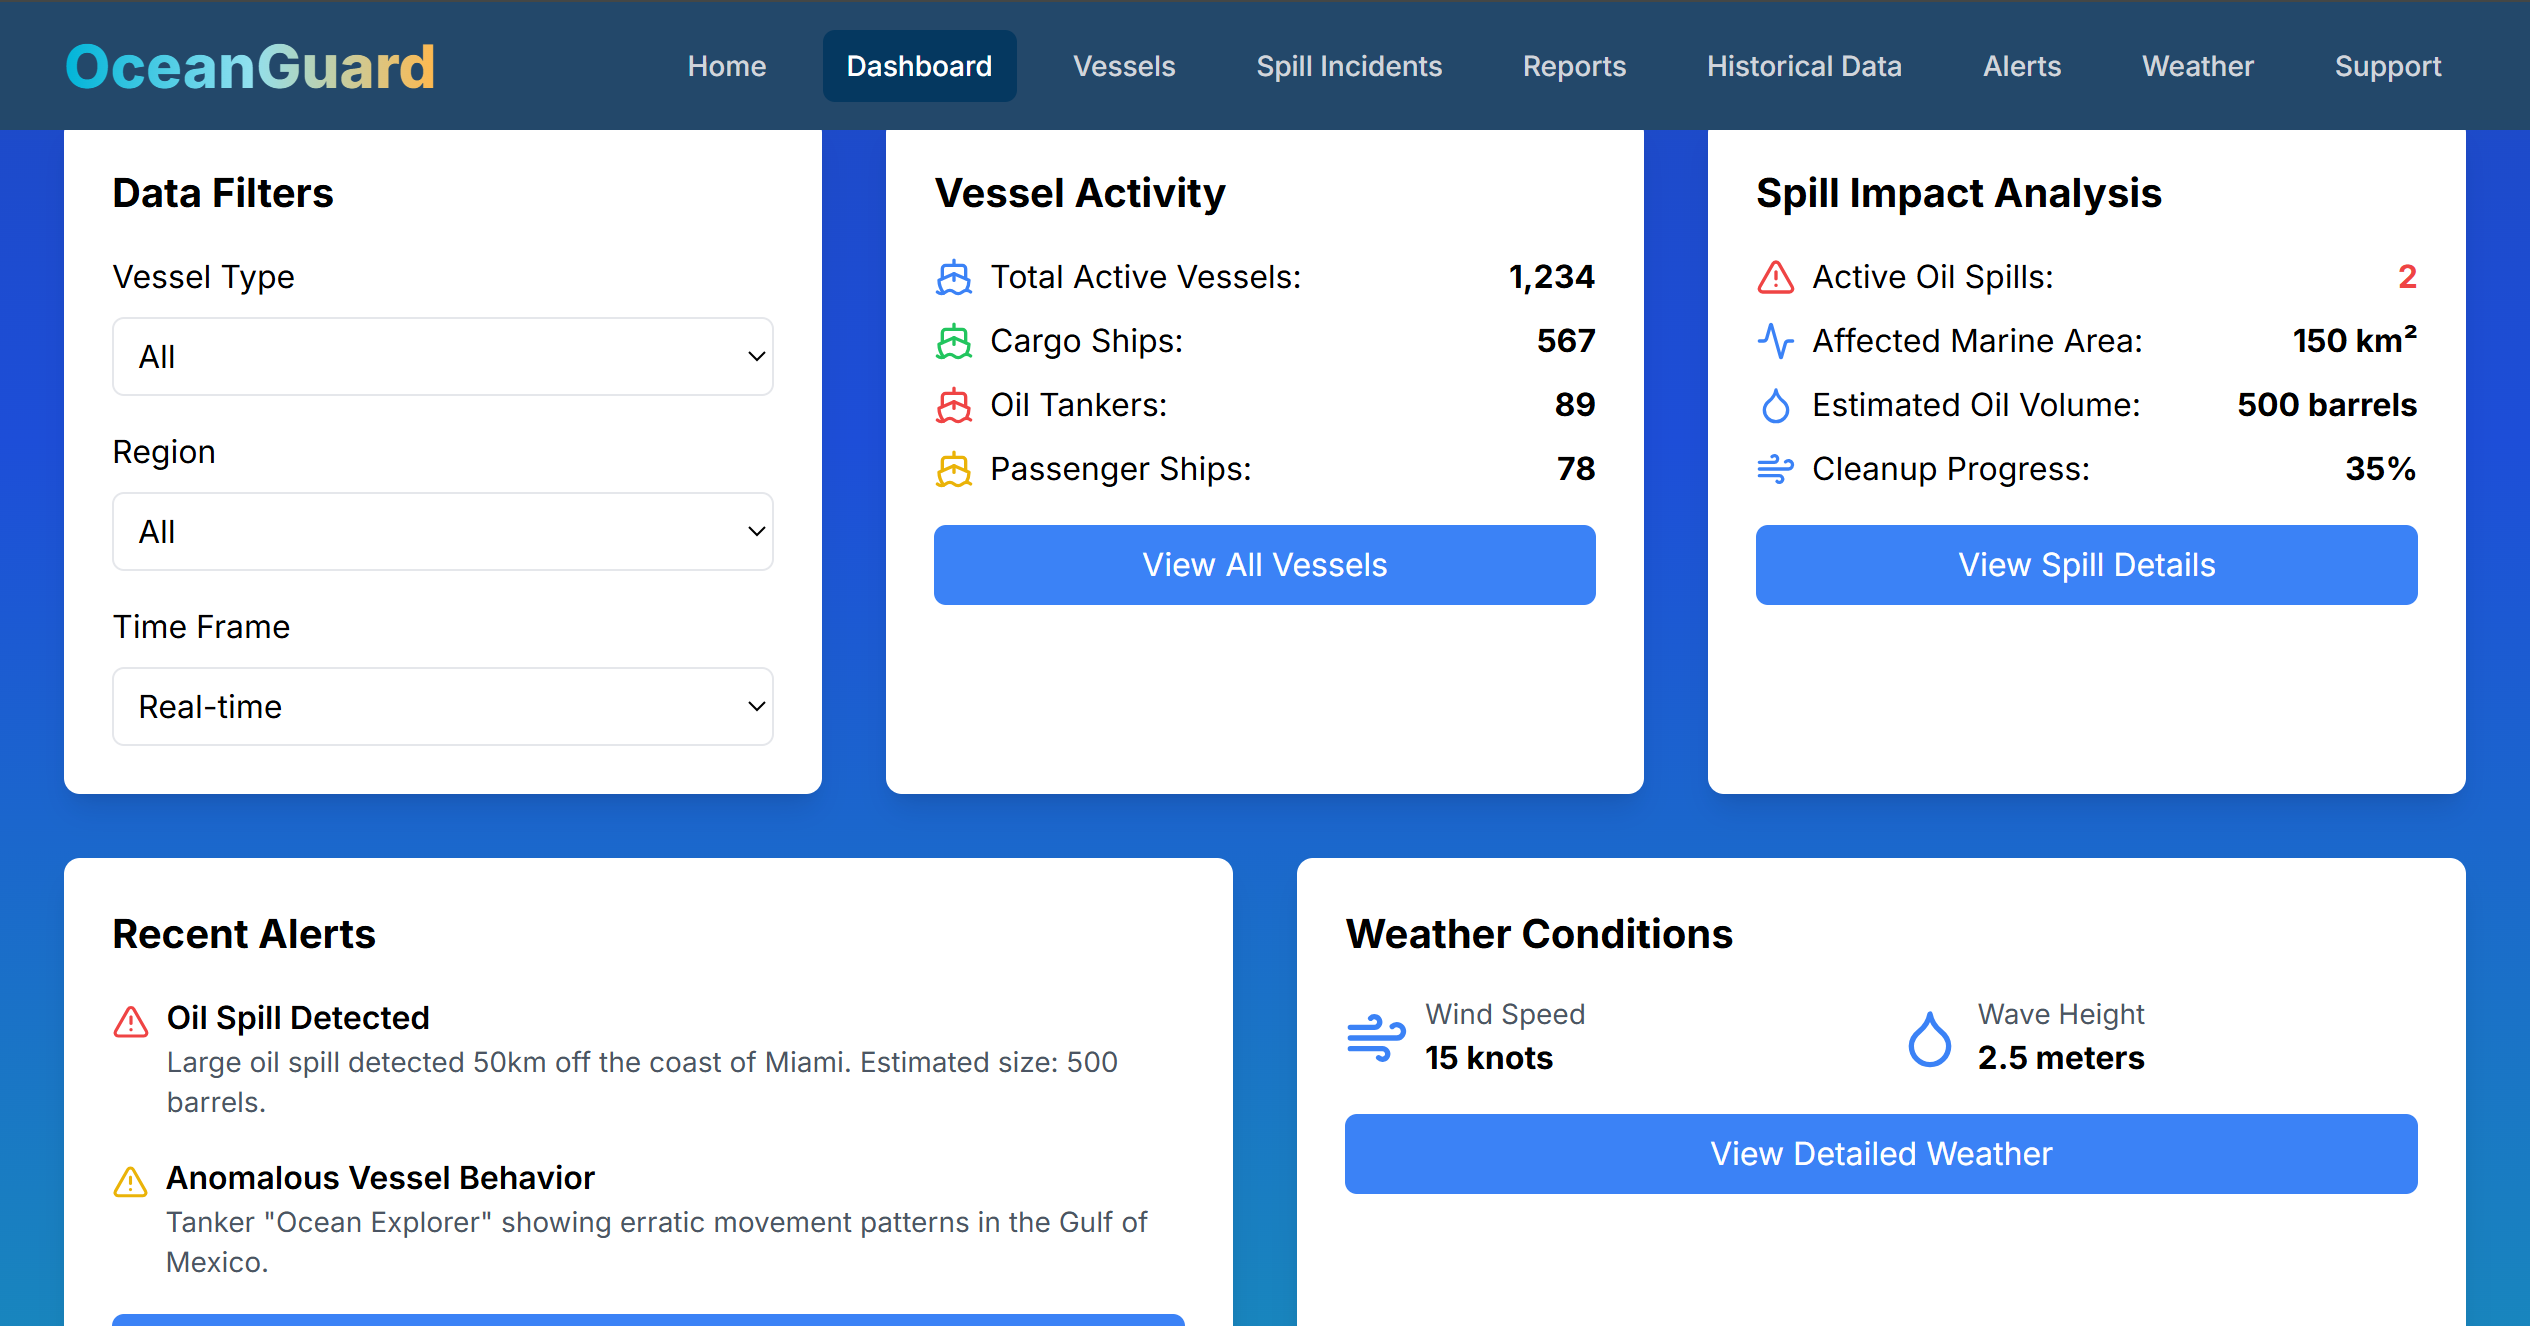 OceanGuard
Home
Dashboard
Vessels
Spill Incidents
Reports
Historical Data
Alerts
Weather
Support
Data Filters
Vessel Type
All
Region
All
Time Frame
Real-time
Vessel Activity
Total Active Vessels: 1,234
Cargo Ships: 567
Oil Tankers: 89
Passenger Ships: 78
View All Vessels
Spill Impact Analysis
Active Oil Spills: 2
Affected Marine Area: 150 km²
Estimated Oil Volume: 500 barrels
Cleanup Progress: 35%
View Spill Details
Recent Alerts
Oil Spill Detected
Large oil spill detected 50km off the coast of Miami. Estimated size: 500
barrels.
Anomalous Vessel Behavior
Tanker "Ocean Explorer" showing erratic movement patterns in the Gulf of
Mexico.
Weather Conditions
Wind Speed
15 knots
Wave Height
2.5 meters
View Detailed Weather